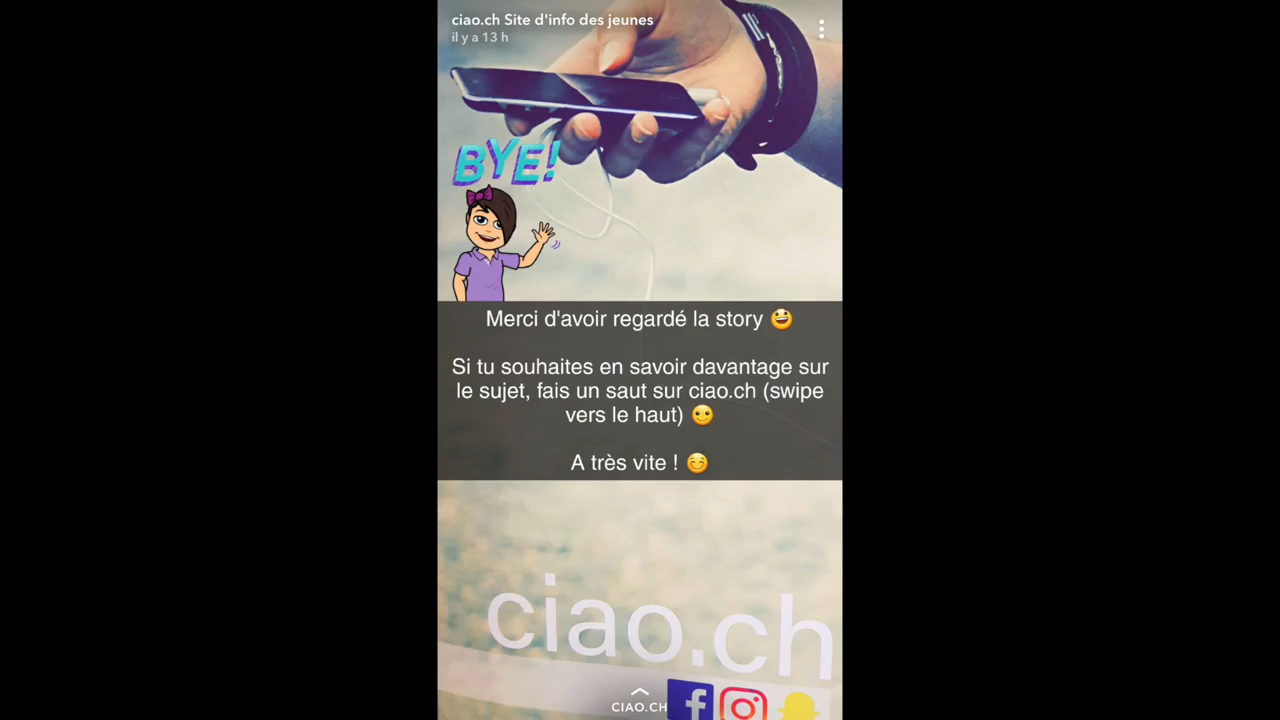 ciao.ch Site d'info des jeunes
il y a 13 h
BYE!
Merci d'avoir regardé la story 😃
Si tu souhaites en savoir davantage sur
le sujet, fais un saut sur ciao.ch (swipe
vers le haut) 🙂
A très vite ! 😊
ciao.ch
CIAO.CH